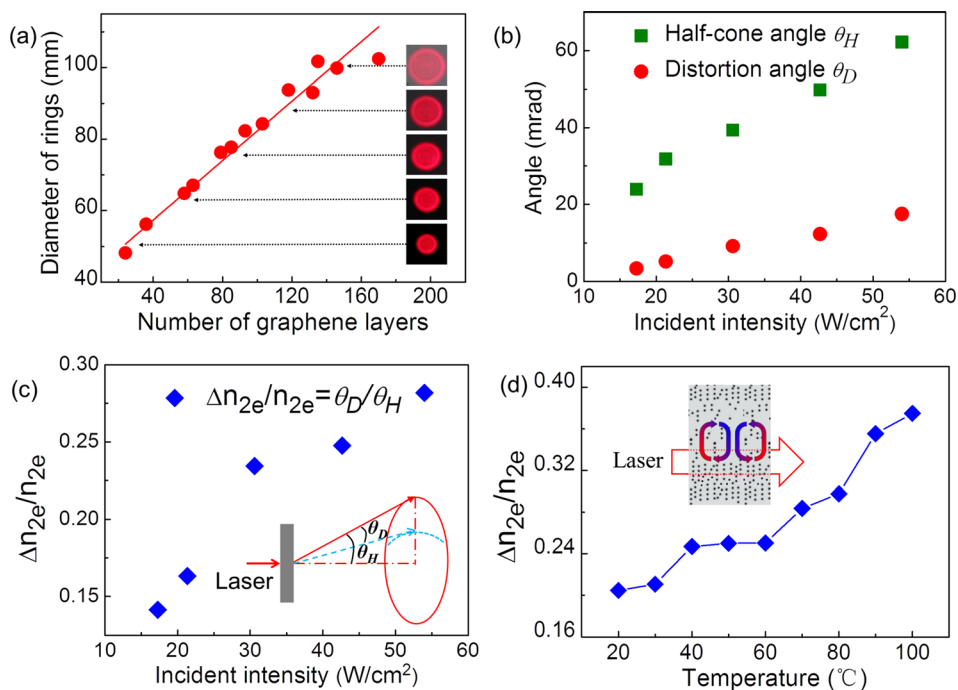 (a)
Diameter of rings (mm)
100
80
60
40
40 80 120 160 200
Number of graphene layers
(b)
Half-cone angle θH
Distortion angle θD
Angle (mrad)
60
40
20
0
10 20 30 40 50 60
Incident intensity (W/cm²)
(c)
Δn2e/n2e=θD/θH
Δn2e/n2e
0.30
0.25
0.20
0.15
θD
θH
Laser
10 20 30 40 50 60
Incident intensity (W/cm²)
(d)
Laser
Δn2e/n2e
0.40
0.32
0.24
0.16
20 40 60 80 100
Temperature (℃)